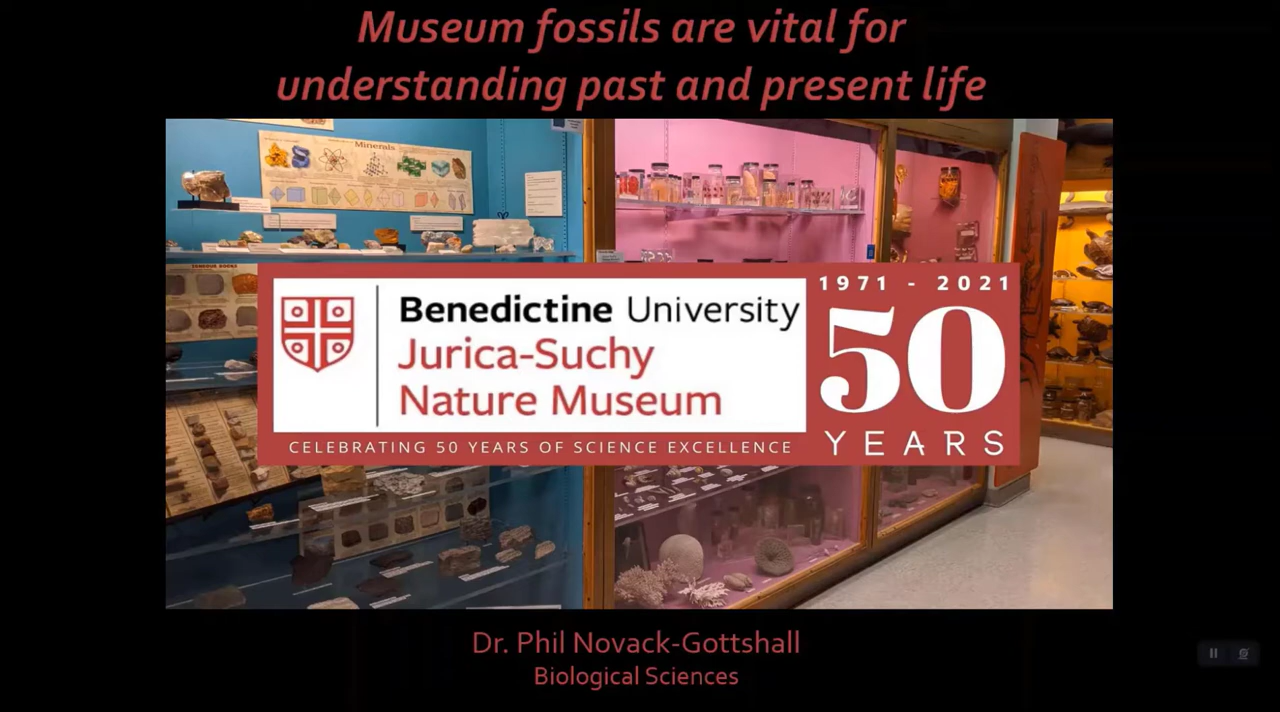 Museum fossils are vital for
understanding past and present life
Minerals
Benedictine University
Jurica-Suchy
Nature Museum
CELEBRATING 50 YEARS OF SCIENCE EXCELLENCE
1971 - 2021
50
YEARS
Dr. Phil Novack-Gottshall
Biological Sciences